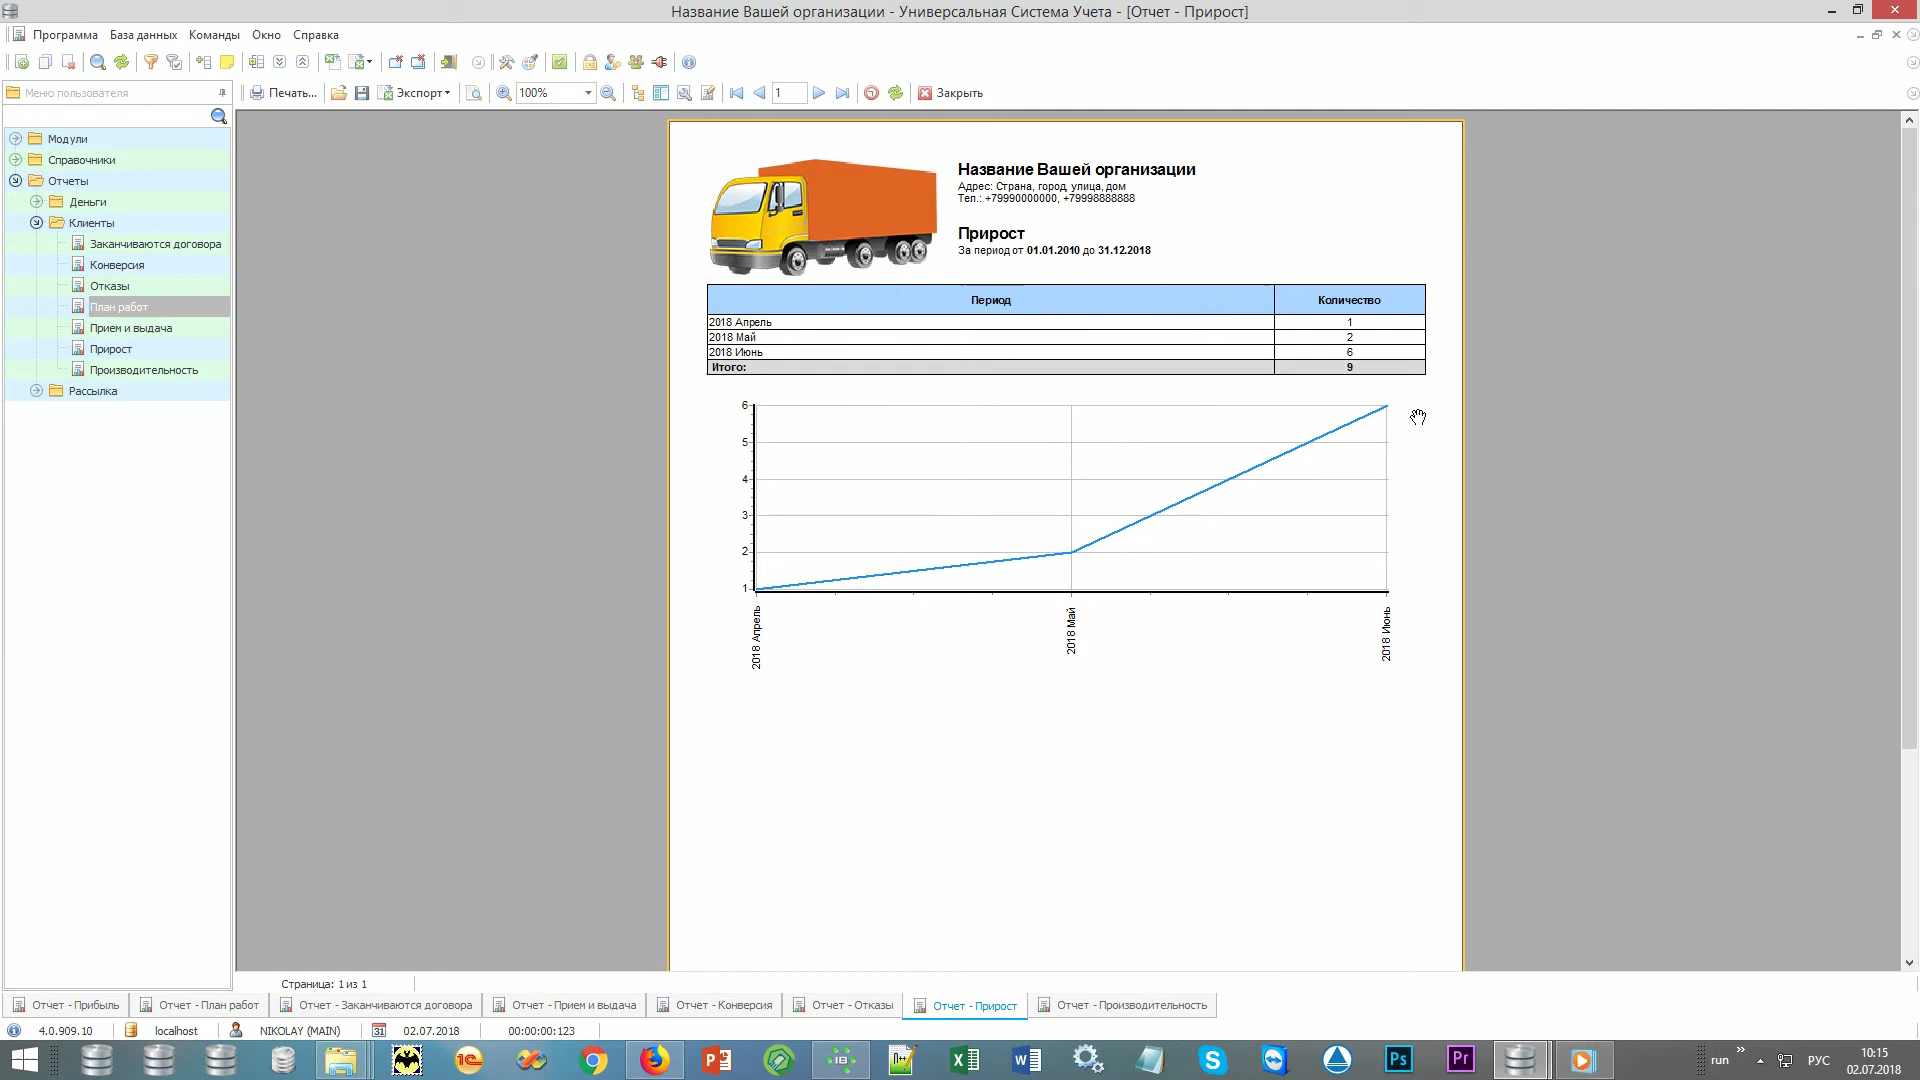 Название Вашей организации - Универсальная Система Учета - [Отчет - Прирост]
Программа База данных Команды Окно Справка
Меню пользователя
Печать... Экспорт 100% 1 Закрыть
Модули
Справочники
Отчеты
Деньги
Клиенты
Заканчиваются договора
Конверсия
Отказы
План работ
Прием и выдача
Прирост
Производительность
Рассылка
Название Вашей организации
Адрес: Страна, город, улица, дом
Тел.: +79990000000, +79998888888
Прирост
За период от 01.01.2010 до 31.12.2018
Период Количество
2018 Апрель 1
2018 Май 2
2018 Июнь 6
Итого: 9
6
5
4
3
2
1
2018 Апрель
2018 Май
2018 Июнь
Страница: 1 из 1
Отчет - Прибыль Отчет - План работ Отчет - Заканчиваются договора Отчет - Прием и выдача Отчет - Конверсия Отчет - Отказы Отчет - Прирост Отчет - Производительность
4.0.909.10 localhost NIKOLAY (MAIN) 31 02.07.2018 00:00:00:123
run РУС 10:15
02.07.2018